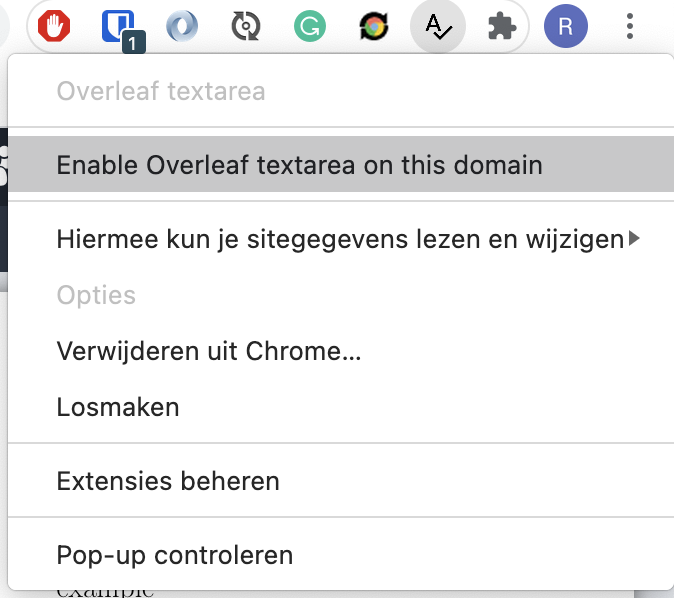 1
G
A
R
Overleaf textarea
Enable Overleaf textarea on this domain
Hiermee kun je sitegegevens lezen en wijzigen
Opties
Verwijderen uit Chrome...
Losmaken
Extensies beheren
Pop-up controleren
example